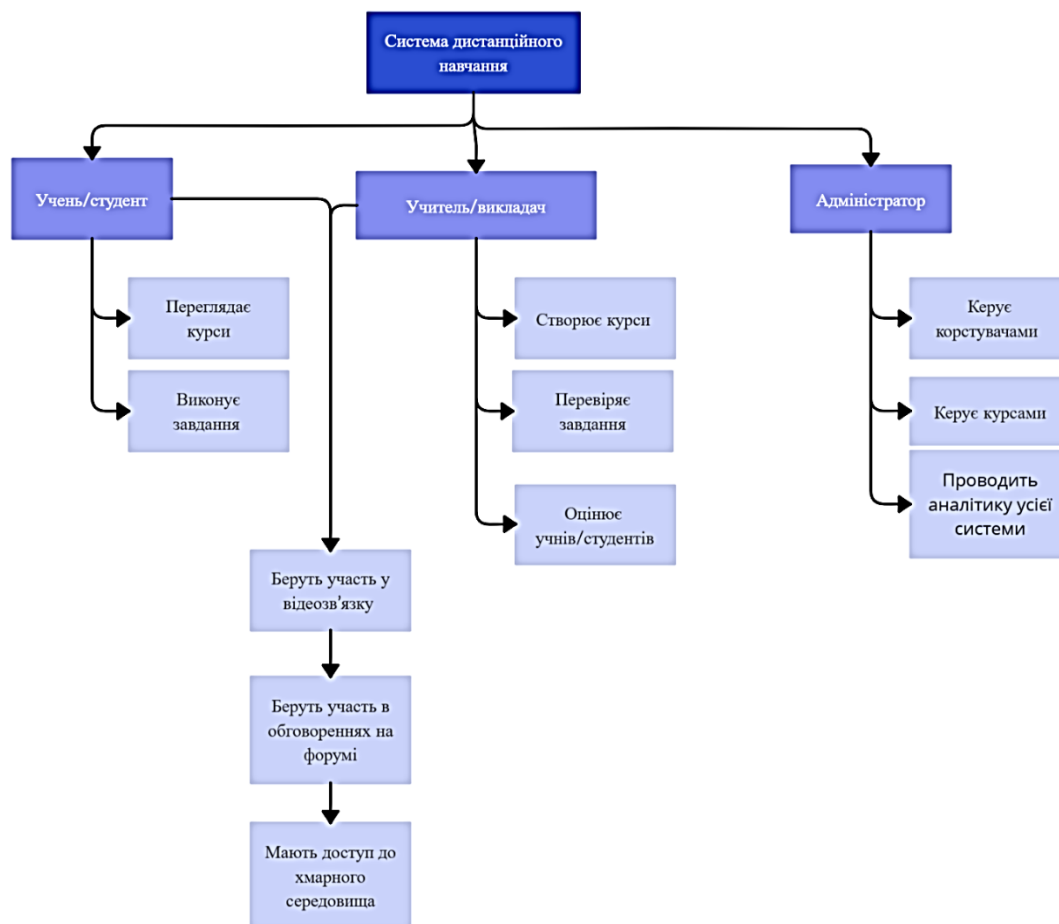 Система дистанційного
навчання
Учень/студент
Учитель/викладач
Адміністратор
Переглядає
курси
Виконує
завдання
Створює курси
Перевіряє
завдання
Оцінює
учнів/студентів
Керує
корстувачами
Керує курсами
Проводить
аналітику усієї
системи
Беруть участь у
відеозв'язку
Беруть участь в
обговореннях на
форумі
Мають доступ до
хмарного
середовища